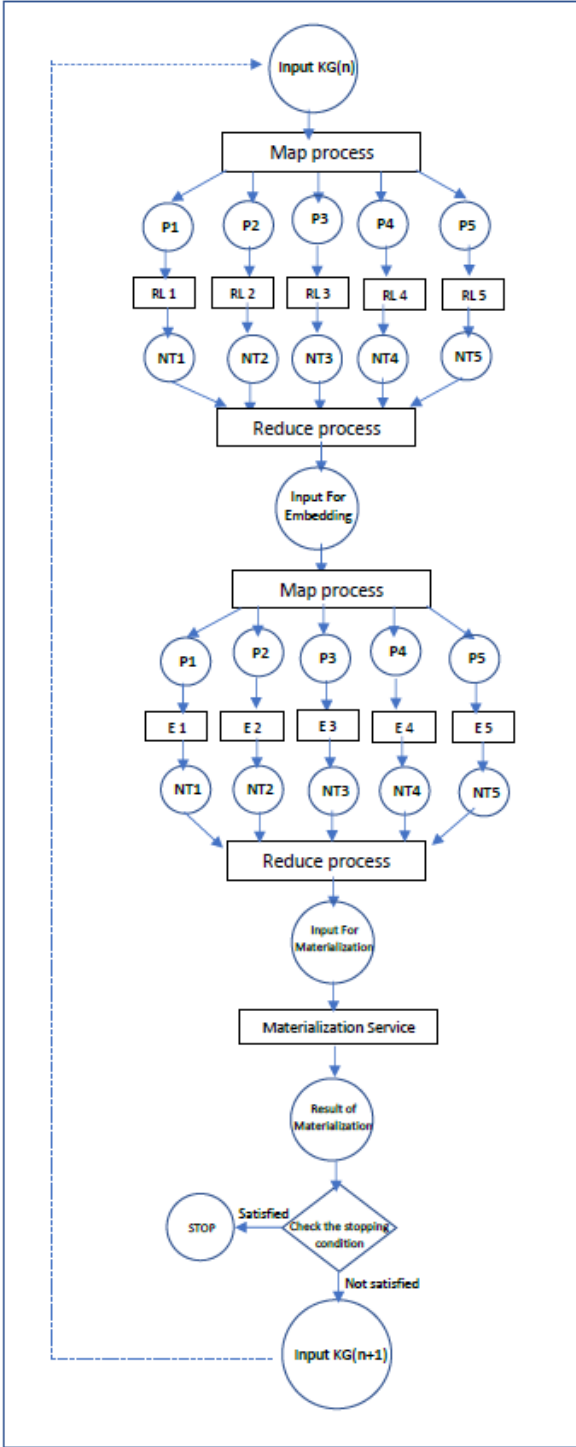 Input KG(n)
Map process
P1 P2 P3 P4 P5
RL 1 RL 2 RL 3 RL 4 RL 5
NT1 NT2 NT3 NT4 NT5
Reduce process
Input For
Embedding
Map process
P1 P2 P3 P4 P5
E 1 E 2 E 3 E 4 E 5
NT1 NT2 NT3 NT4 NT5
Reduce process
Input For
Materialization
Materialization Service
Result of
Materialization
Satisfied
STOP
Check the stopping
condition
Not satisfied
Input KG(n+1)